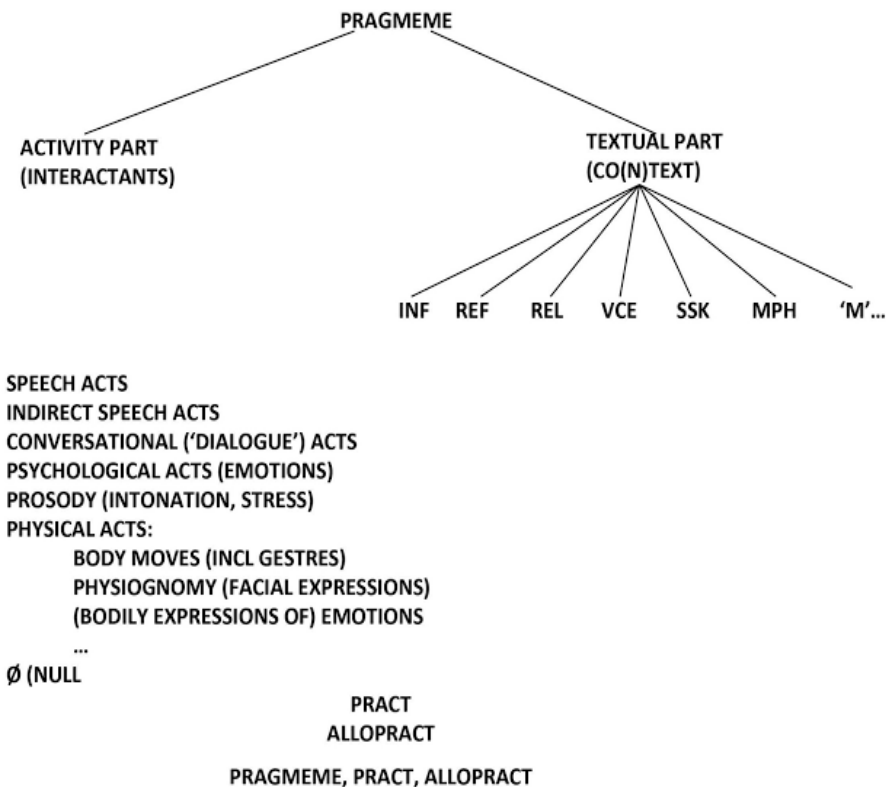 PRAGMEME
ACTIVITY PART
(INTERACTANTS)
TEXTUAL PART
(CO(N)TEXT)
INF REF REL VCE SSK MPH ‘M’...
SPEECH ACTS
INDIRECT SPEECH ACTS
CONVERSATIONAL (‘DIALOGUE’) ACTS
PSYCHOLOGICAL ACTS (EMOTIONS)
PROSODY (INTONATION, STRESS)
PHYSICAL ACTS:
BODY MOVES (INCL GESTRES)
PHYSIOGNOMY (FACIAL EXPRESSIONS)
(BODILY EXPRESSIONS OF) EMOTIONS
...
Ø (NULL
PRACT
ALLOPRACT
PRAGMEME, PRACT, ALLOPRACT